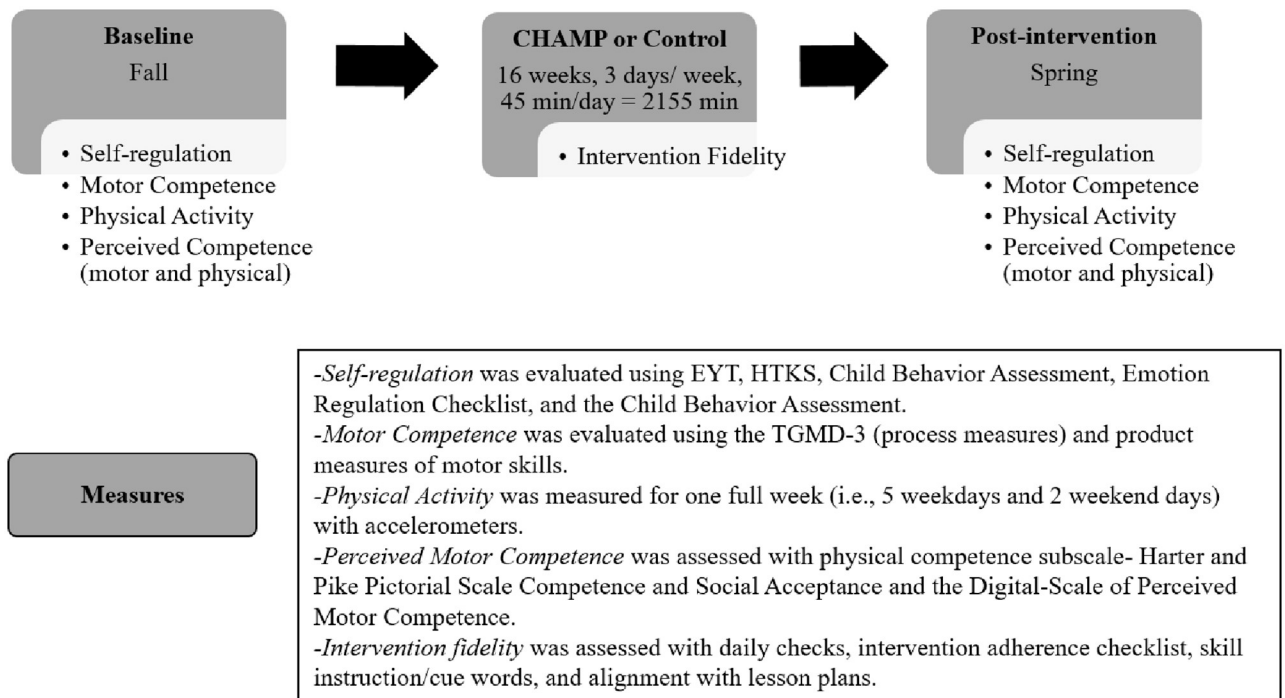 Baseline
Fall
• Self-regulation
• Motor Competence
• Physical Activity
• Perceived Competence
(motor and physical)
CHAMP or Control
16 weeks, 3 days/ week,
45 min/day = 2155 min
• Intervention Fidelity
Post-intervention
Spring
• Self-regulation
• Motor Competence
• Physical Activity
• Perceived Competence
(motor and physical)
Measures
-Self-regulation was evaluated using EYT, HTKS, Child Behavior Assessment, Emotion
Regulation Checklist, and the Child Behavior Assessment.
-Motor Competence was evaluated using the TGMD-3 (process measures) and product
measures of motor skills.
-Physical Activity was measured for one full week (i.e., 5 weekdays and 2 weekend days)
with accelerometers.
-Perceived Motor Competence was assessed with physical competence subscale- Harter and
Pike Pictorial Scale Competence and Social Acceptance and the Digital-Scale of Perceived
Motor Competence.
-Intervention fidelity was assessed with daily checks, intervention adherence checklist, skill
instruction/cue words, and alignment with lesson plans.